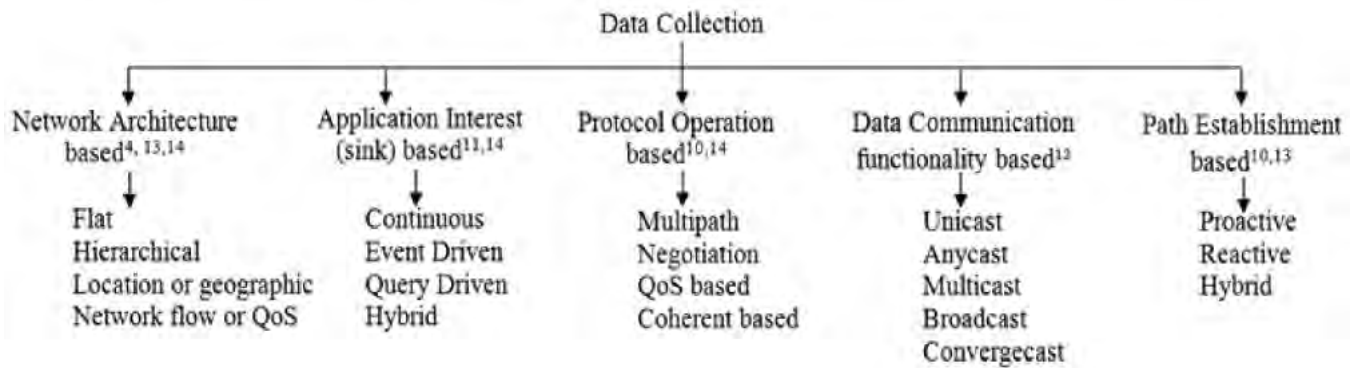 Data Collection
Network Architecture
based4, 13,14
Flat
Hierarchical
Location or geographic
Network flow or QoS
Application Interest
(sink) based11,14
Continuous
Event Driven
Query Driven
Hybrid
Protocol Operation
based10,14
Multipath
Negotiation
QoS based
Coherent based
Data Communication
functionality based12
Unicast
Anycast
Multicast
Broadcast
Convergecast
Path Establishment
based10,13
Proactive
Reactive
Hybrid